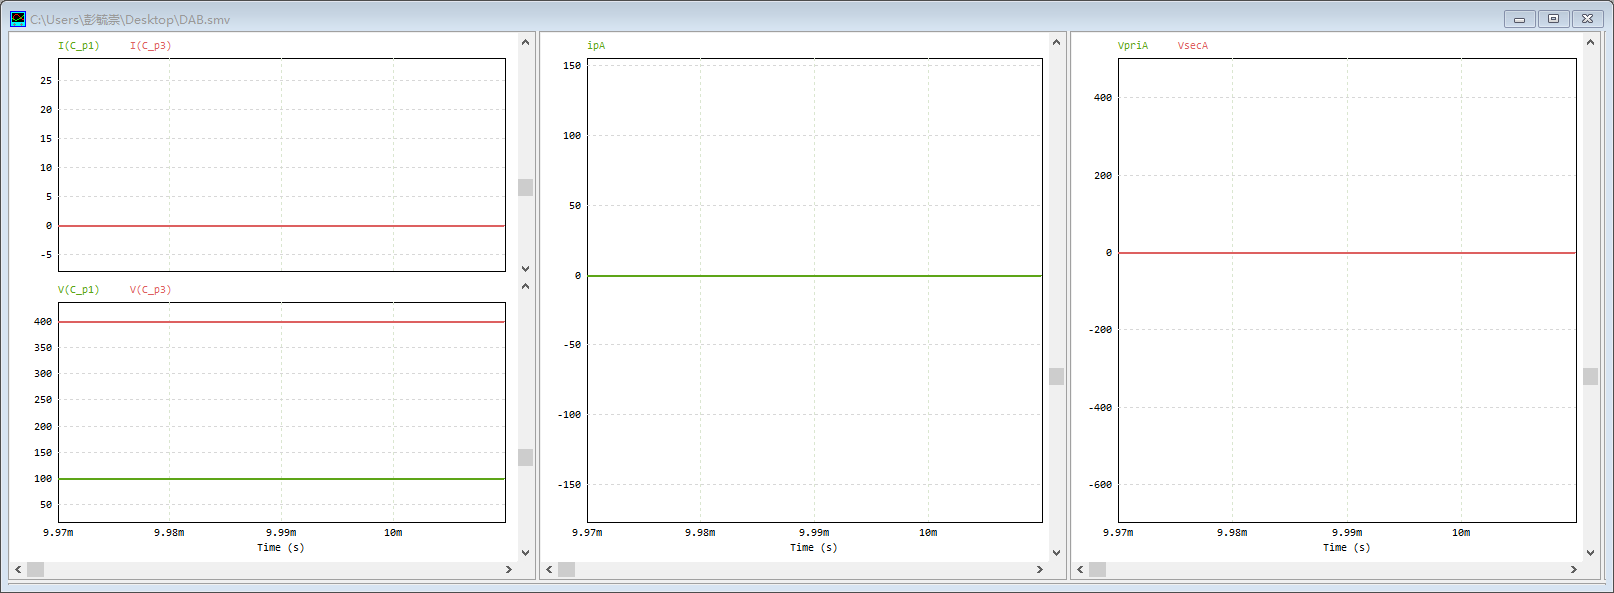 C:\Users\彭毓崇\Desktop\DAB.smv
I(C_p1) I(C_p3)
25
20
15
10
5
0
-5
V(C_p1) V(C_p3)
400
350
300
250
200
150
100
50
9.97m 9.98m 9.99m 10m
Time (s)
ipA
150
100
50
0
-50
-100
-150
9.97m 9.98m 9.99m 10m
Time (s)
VpriA VsecA
400
200
0
-200
-400
-600
9.97m 9.98m 9.99m 10m
Time (s)